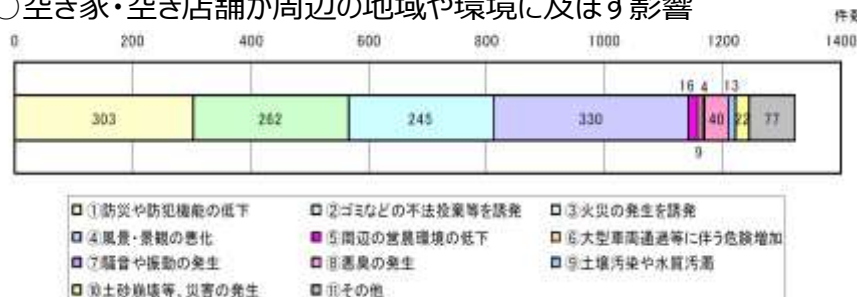 ○空き家・空き店舗が周辺の地域や環境に及ぼす影響
件数
0 200 400 600 800 1000 1200 1400
16 4 13
303 262 245 330 40 22 77
9
①防災や防犯機能の低下 ②ゴミなどの不法投棄等を誘発 ③火災の発生を誘発
④風景・景観の悪化 ⑤周辺の営農環境の低下 ⑥大型車両通過等に伴う危険増加
⑦騒音や振動の発生 ⑧悪臭の発生 ⑨土壌汚染や水質汚濁
⑩土砂崩壊等、災害の発生 ⑪その他